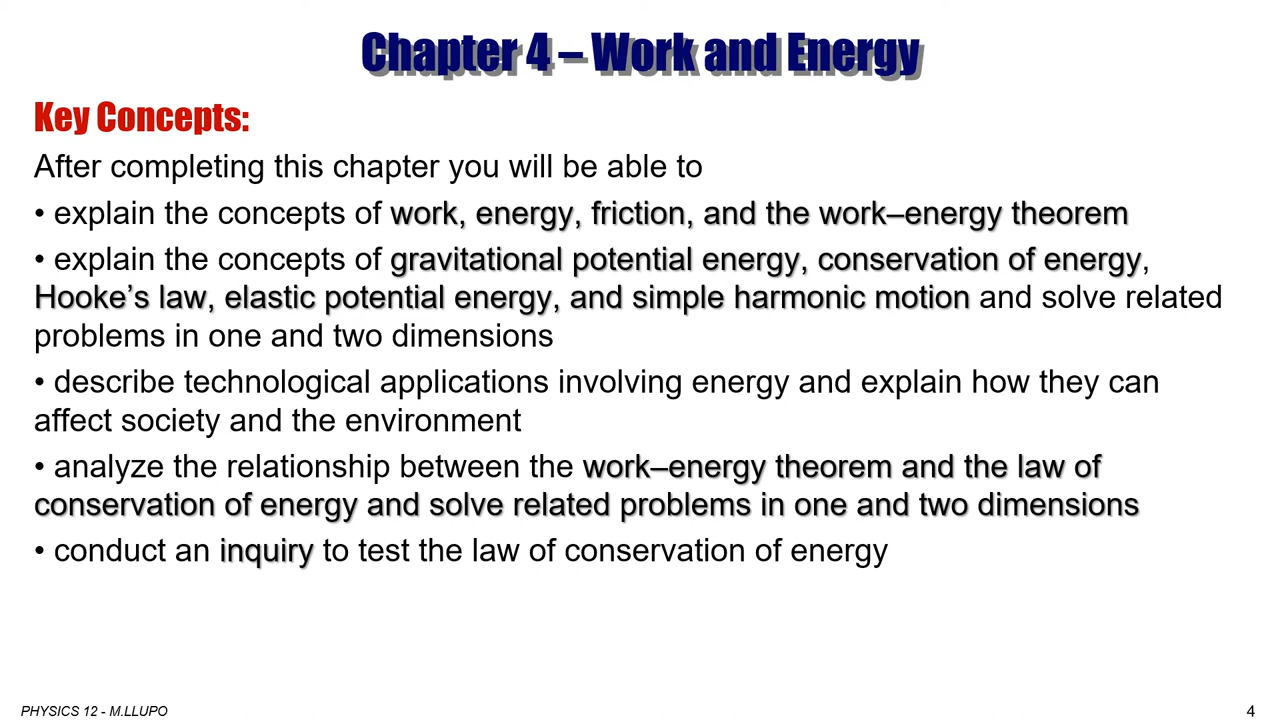 Chapter 4 – Work and Energy
Key Concepts:
After completing this chapter you will be able to
• explain the concepts of work, energy, friction, and the work–energy theorem
• explain the concepts of gravitational potential energy, conservation of energy,
Hooke’s law, elastic potential energy, and simple harmonic motion and solve related
problems in one and two dimensions
• describe technological applications involving energy and explain how they can
affect society and the environment
• analyze the relationship between the work–energy theorem and the law of
conservation of energy and solve related problems in one and two dimensions
• conduct an inquiry to test the law of conservation of energy
PHYSICS 12 - M.LLUPO
4